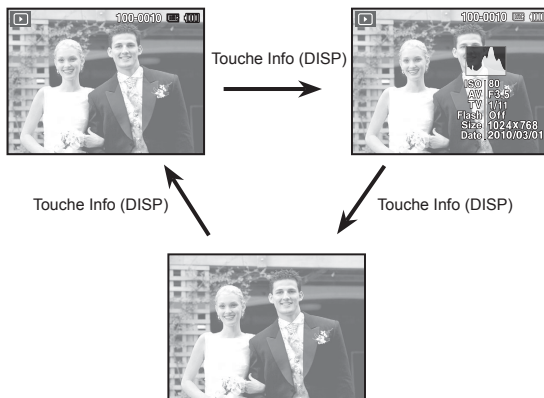 100-0010
Touche Info (DISP)
100-0010
ISO 80
AV F3.5
TV 1/11
Flash Off
Size 1024X768
Date 2010/03/01
Touche Info (DISP)
Touche Info (DISP)